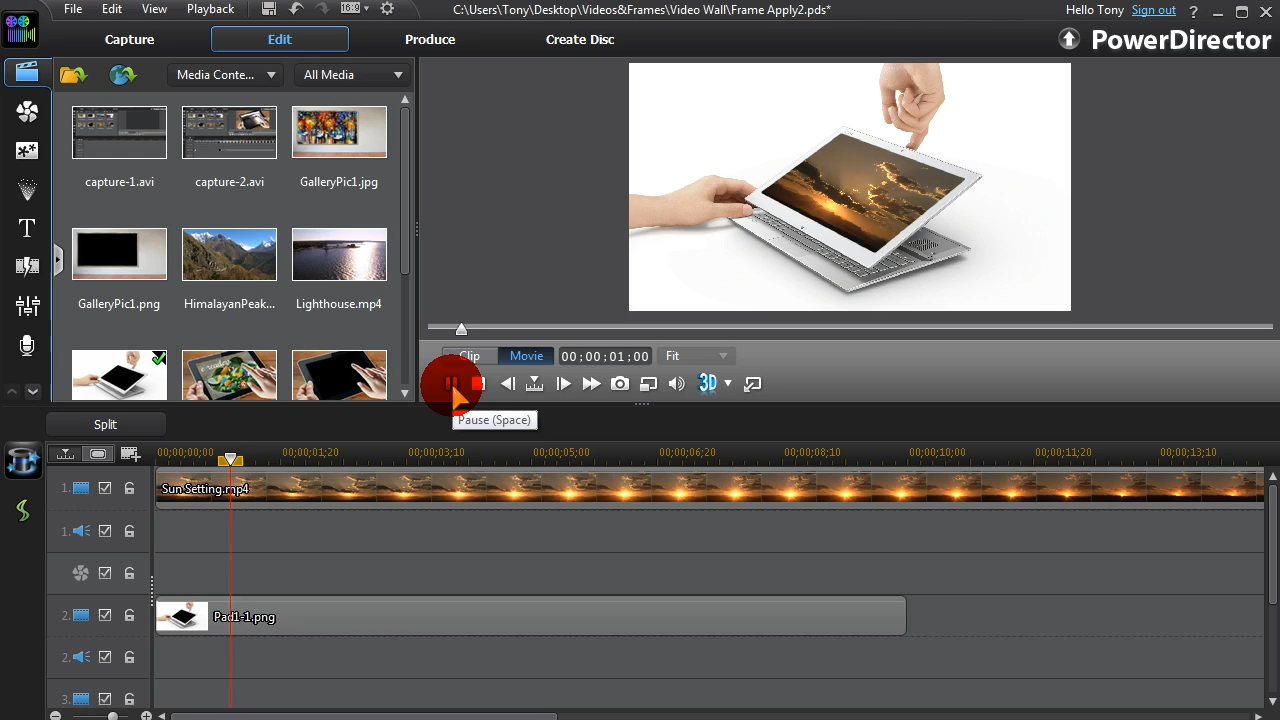 File Edit View Playback 16:9 C:\Users\Tony\Desktop\Videos&Frames\Video Wall\Frame Apply2.pds* Hello Tony Sign out ?
Capture Edit Produce Create Disc PowerDirector
Media Conte... All Media
capture-1.avi capture-2.avi GalleryPic1.jpg
GalleryPic1.png HimalayanPeak... Lighthouse.mp4
Clip Movie 00;00;01;00 Fit
3D
Pause (Space)
Split
00;00;00;00 00;00;01;20 00;00;03;10 00;00;05;00 00;00;06;20 00;00;08;10 00;00;10;00 00;00;11;20 00;00;13;10
1. Sun Setting.mp4
1.
2. Pad1-1.png
2.
3.